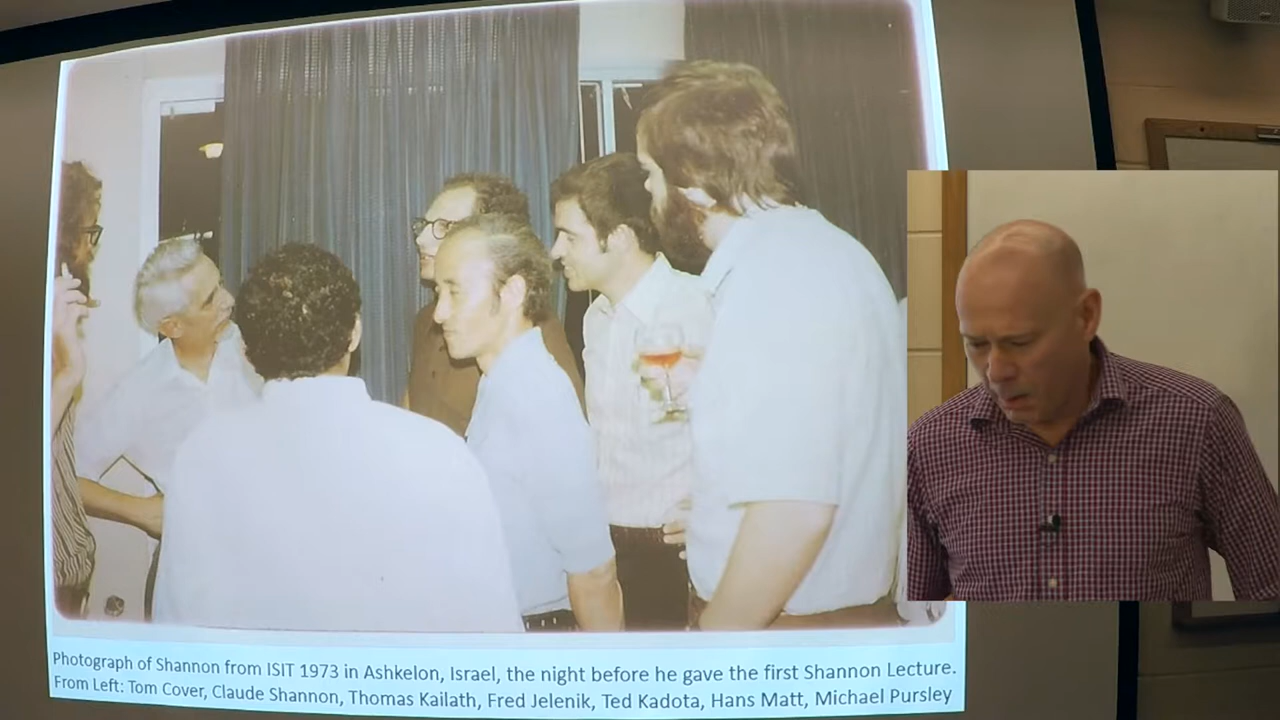 Photograph of Shannon from ISIT 1973 in Ashkelon, Israel, the night before he gave the first Shannon Lecture.
From Left: Tom Cover, Claude Shannon, Thomas Kailath, Fred Jelenik, Ted Kadota, Hans Matt, Michael Pursley